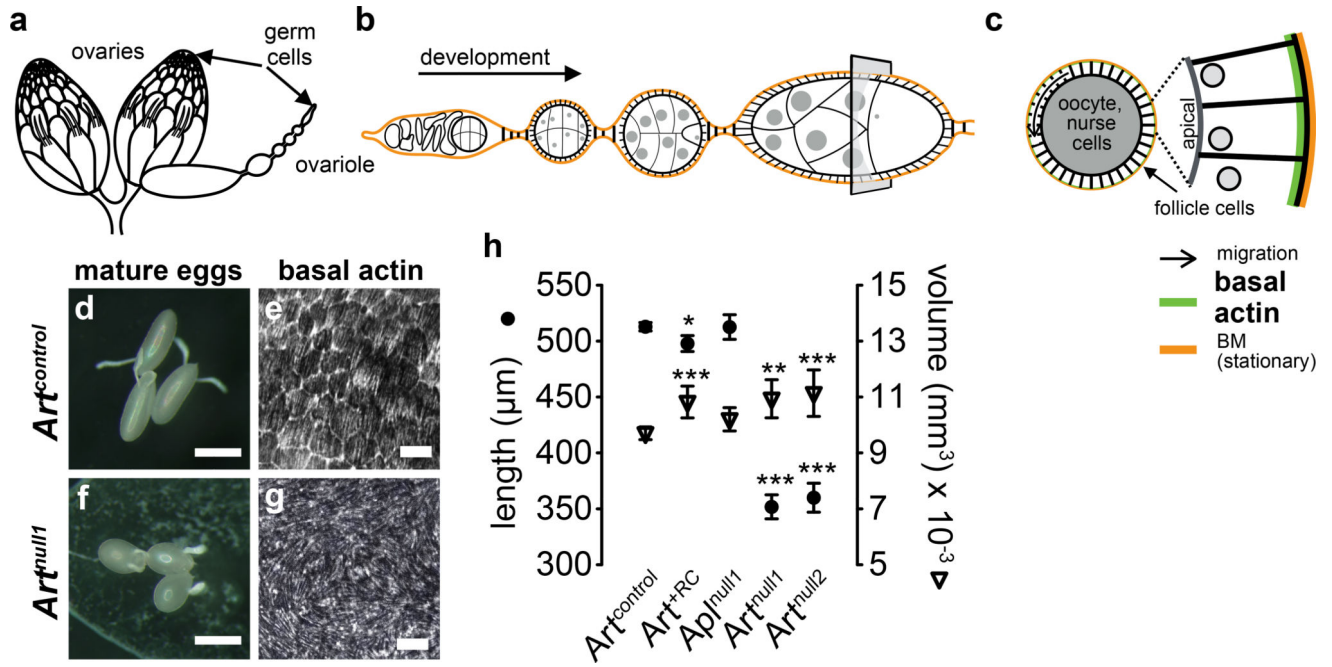 a
ovaries
germ
cells
ovariole
b
development
c
oocyte,
nurse
cells
apical
follicle cells
migration
basal
actin
BM
(stationary)
mature eggs
basal actin
Art^control
d
e
Art^null1
f
g
h
length (µm)
550
500
450
400
350
300
*
***
**
***
***
***
volume (mm³) x 10⁻³
15
13
11
9
7
5
Art^control
Art^+RC
Apl^null1
Art^null1
Art^null2